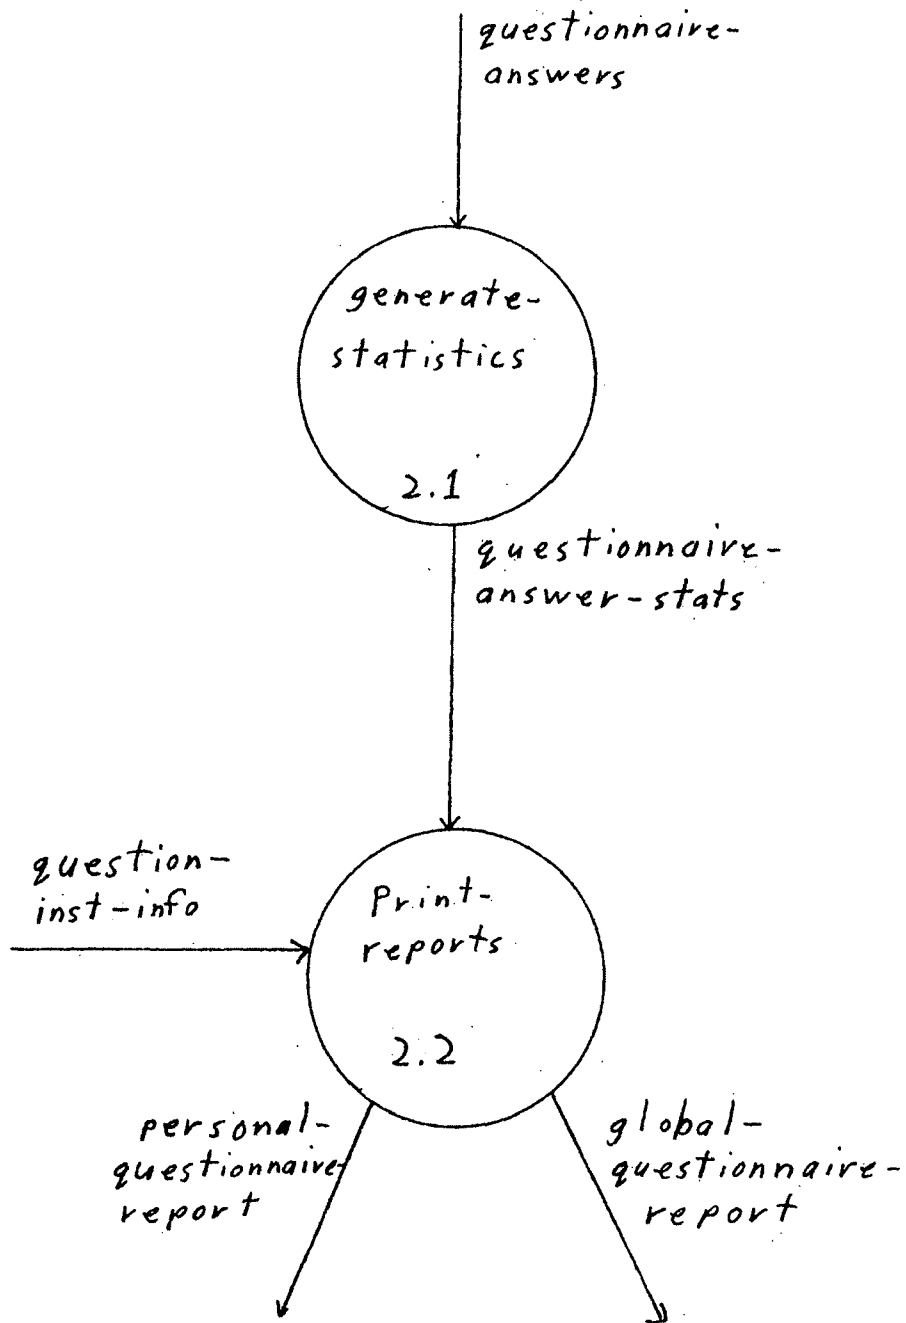 questionnaire-
answers
generate-
statistics
2.1
questionnaire-
answer-stats
question-
inst-info
Print-
reports
2.2
personal-
questionnaire-
report
global-
questionnaire-
report